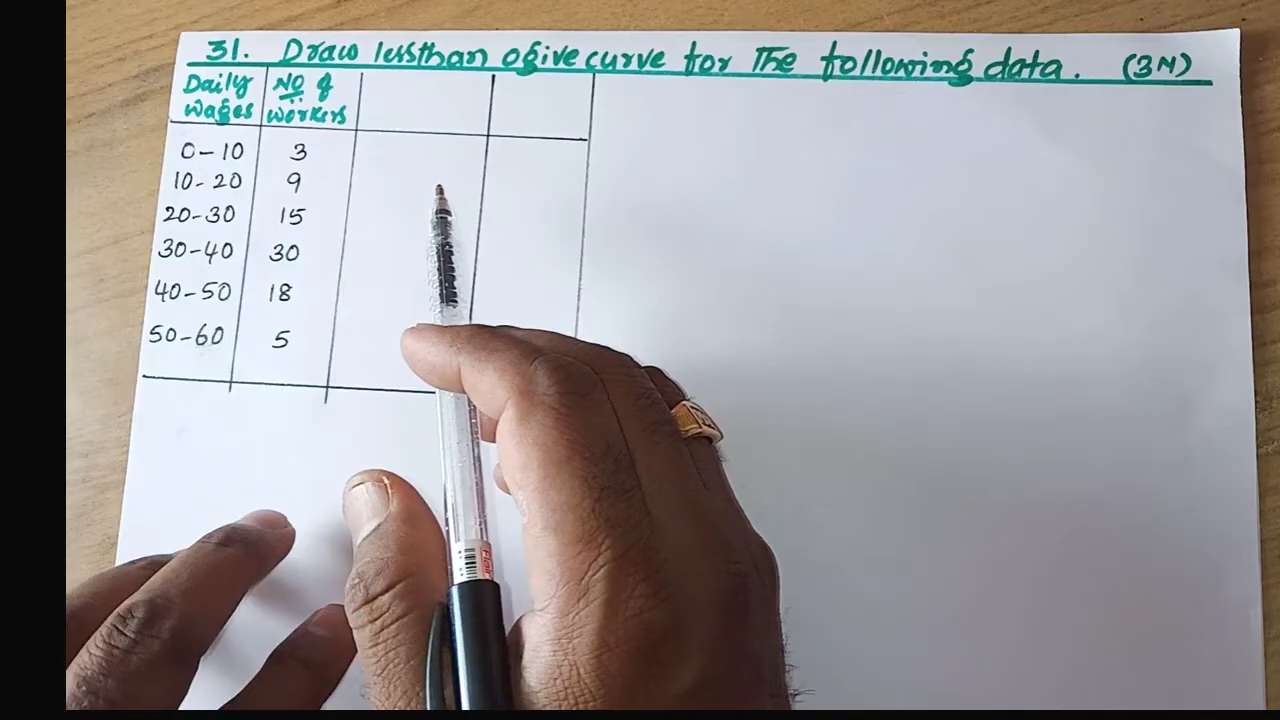 31. Draw lessthan ogive curve for The following data. (3M)
Daily Wages No of workers
0-10 3
10-20 9
20-30 15
30-40 30
40-50 18
50-60 5
Flair